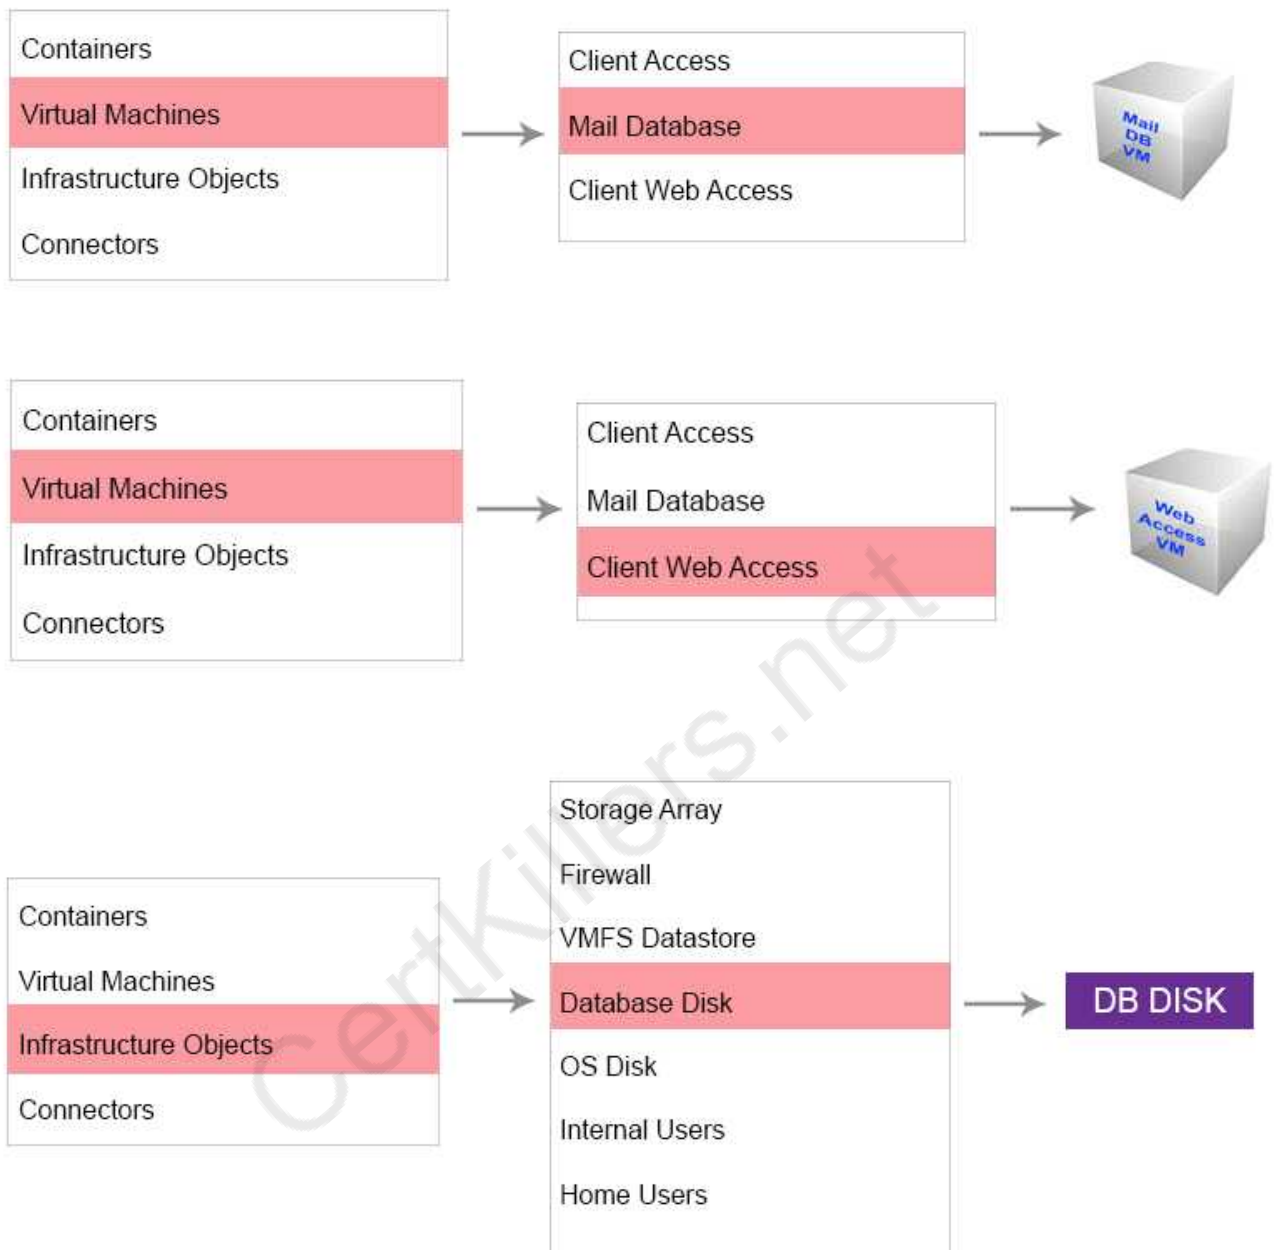 Containers
Virtual Machines
Infrastructure Objects
Connectors
Client Access
Mail Database
Client Web Access
Mail
DB
VM
Containers
Virtual Machines
Infrastructure Objects
Connectors
Client Access
Mail Database
Client Web Access
Web
Access
VM
Containers
Virtual Machines
Infrastructure Objects
Connectors
Storage Array
Firewall
VMFS Datastore
Database Disk
OS Disk
Internal Users
Home Users
DB DISK
CertKillers.net